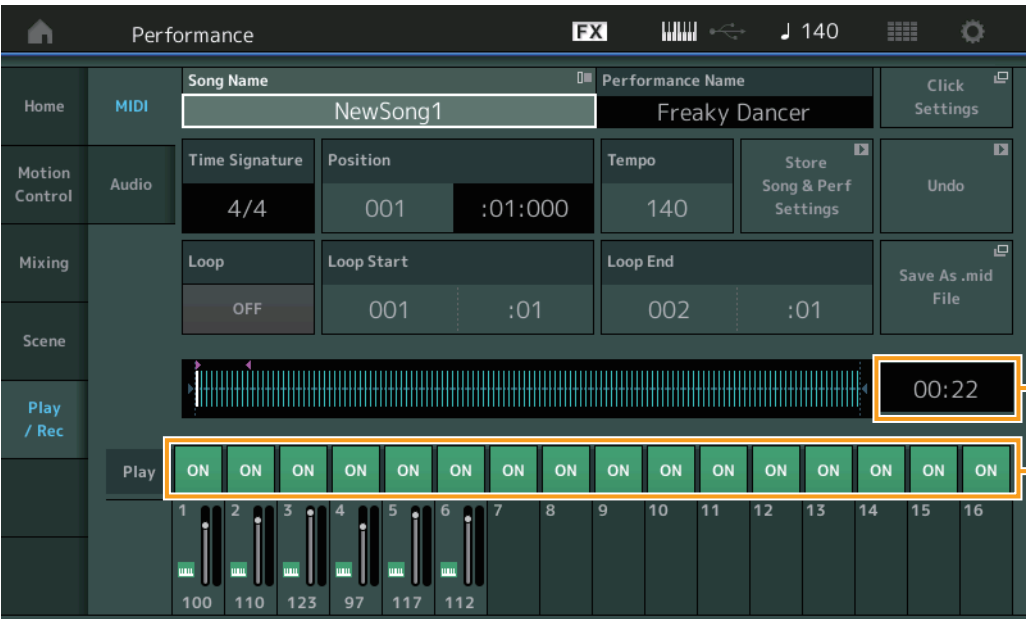 Performance FX 140
Home
Motion
Control
Mixing
Scene
Play
/ Rec
MIDI
Audio
Song Name
NewSong1
Performance Name
Freaky Dancer
Click
Settings
Time Signature
4/4
Position
001 :01:000
Tempo
140
Store
Song & Perf
Settings
Undo
Loop
OFF
Loop Start
001 :01
Loop End
002 :01
Save As .mid
File
00:22
Play ON ON ON ON ON ON ON ON ON ON ON ON ON ON ON ON
1 2 3 4 5 6 7 8 9 10 11 12 13 14 15 16
100 110 123 97 117 112